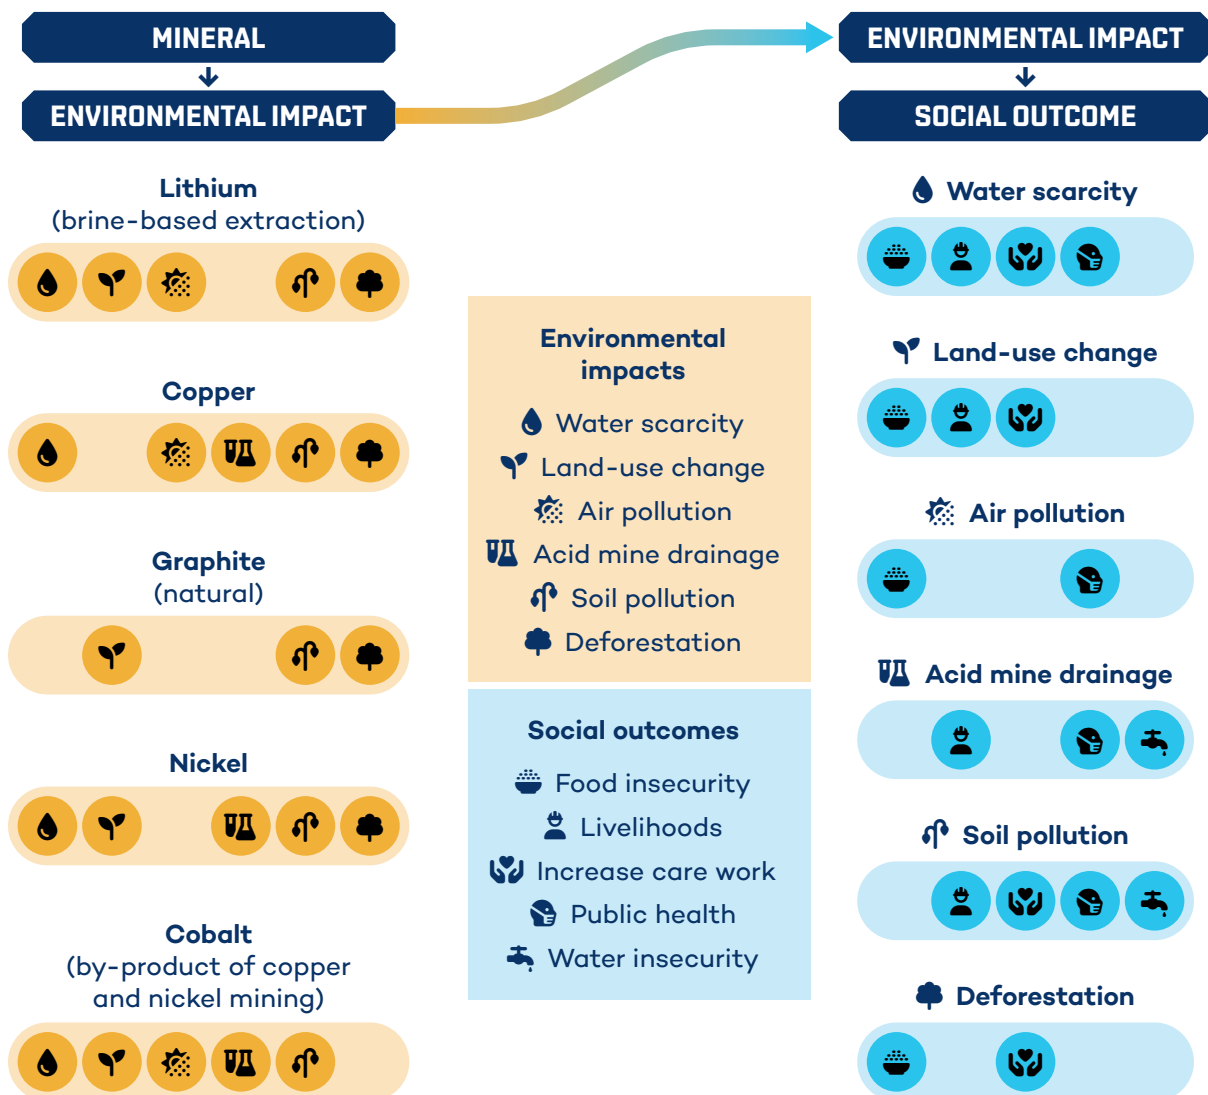 MINERAL
ENVIRONMENTAL IMPACT
Lithium
(brine-based extraction)
Copper
Graphite
(natural)
Nickel
Cobalt
(by-product of copper
and nickel mining)
Environmental
impacts
Water scarcity
Land-use change
Air pollution
Acid mine drainage
Soil pollution
Deforestation
Social outcomes
Food insecurity
Livelihoods
Increase care work
Public health
Water insecurity
ENVIRONMENTAL IMPACT
SOCIAL OUTCOME
Water scarcity
Land-use change
Air pollution
Acid mine drainage
Soil pollution
Deforestation